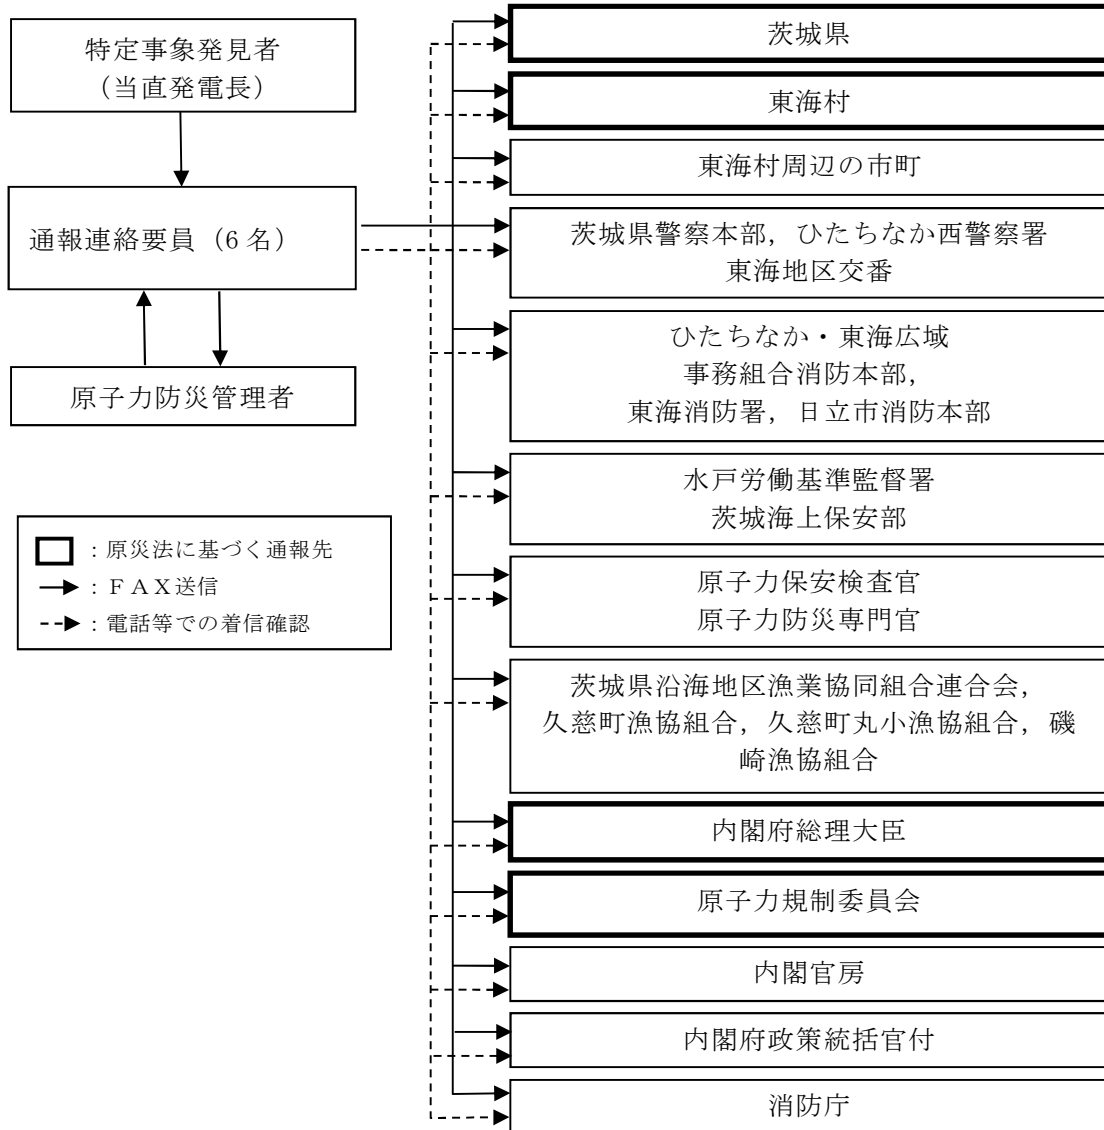 特定事象発見者
（当直発電長）
通報連絡要員（6名）
原子力防災管理者
：原災法に基づく通報先
：ＦＡＸ送信
：電話等での着信確認
茨城県
東海村
東海村周辺の市町
茨城県警察本部，ひたちなか西警察署
東海地区交番
ひたちなか・東海広域
事務組合消防本部，
東海消防署，日立市消防本部
水戸労働基準監督署
茨城海上保安部
原子力保安検査官
原子力防災専門官
茨城県沿海地区漁業協同組合連合会，
久慈町漁協組合，久慈町丸小漁協組合，磯
崎漁協組合
内閣府総理大臣
原子力規制委員会
内閣官房
内閣府政策統括官付
消防庁